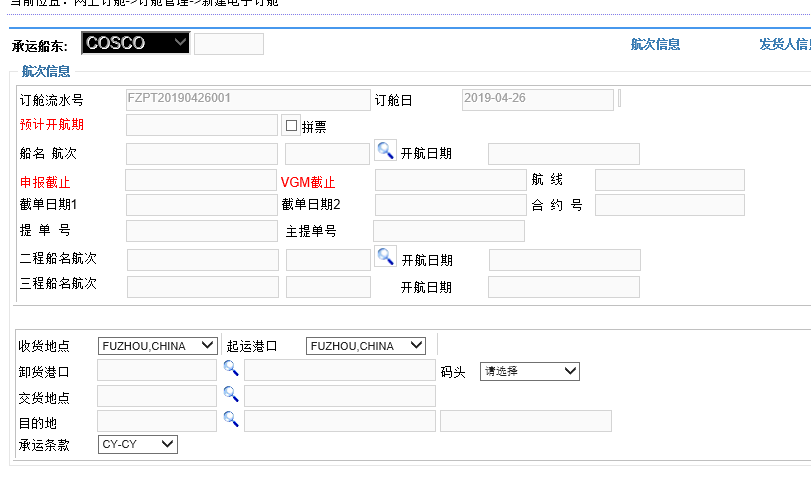 当前位置：网上订舱->订舱管理->新建电子订舱
承运船东: COSCO 航次信息 发货人信息
航次信息
订舱流水号 FZPT20190426001 订舱日 2019-04-26
预计开航期 拼票
船名 航次 开航日期
申报截止 VGM截止 航 线
截单日期1 截单日期2 合 约 号
提 单 号 主提单号
二程船名航次 开航日期
三程船名航次 开航日期
收货地点 FUZHOU,CHINA 起运港口 FUZHOU,CHINA
卸货港口 码头 请选择
交货地点
目的地
承运条款 CY-CY